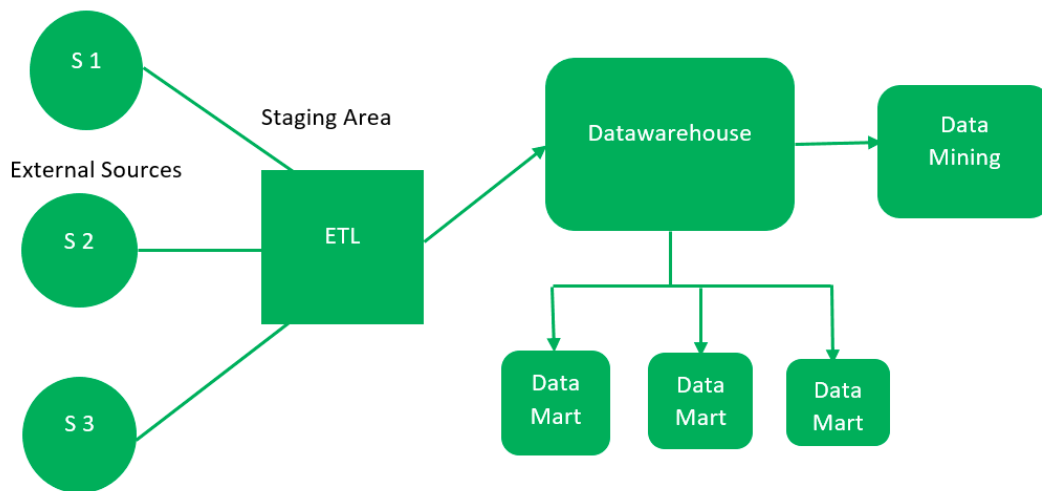 S 1
Staging Area
Datawarehouse
Data
Mining
External Sources
S 2
ETL
S 3
Data
Mart
Data
Mart
Data
Mart